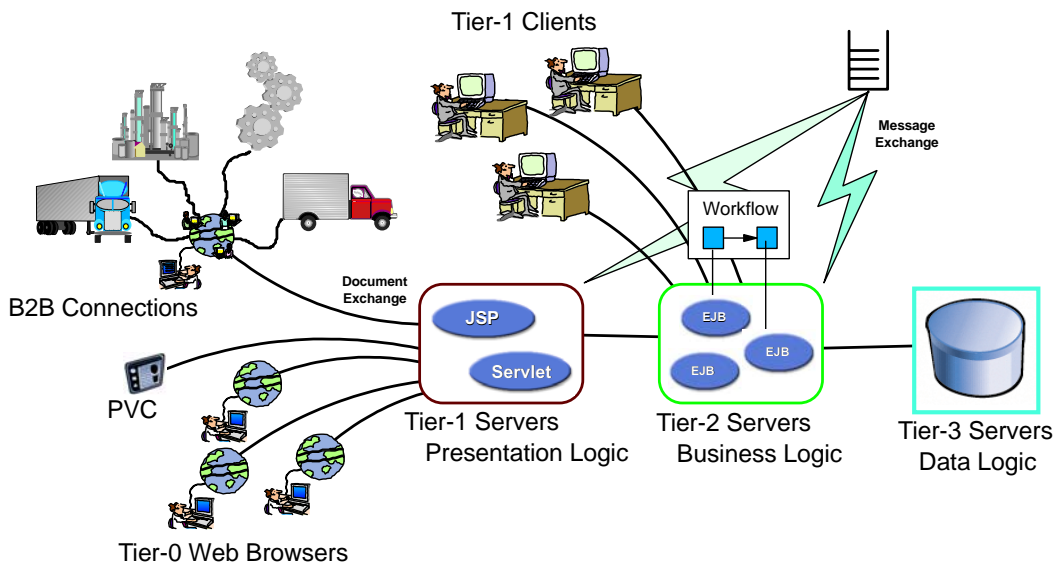 Tier-1 Clients
Message
Exchange
Workflow
B2B Connections
Document
Exchange
JSP
Servlet
EJB
EJB
EJB
PVC
Tier-1 Servers
Presentation Logic
Tier-2 Servers
Business Logic
Tier-3 Servers
Data Logic
Tier-0 Web Browsers